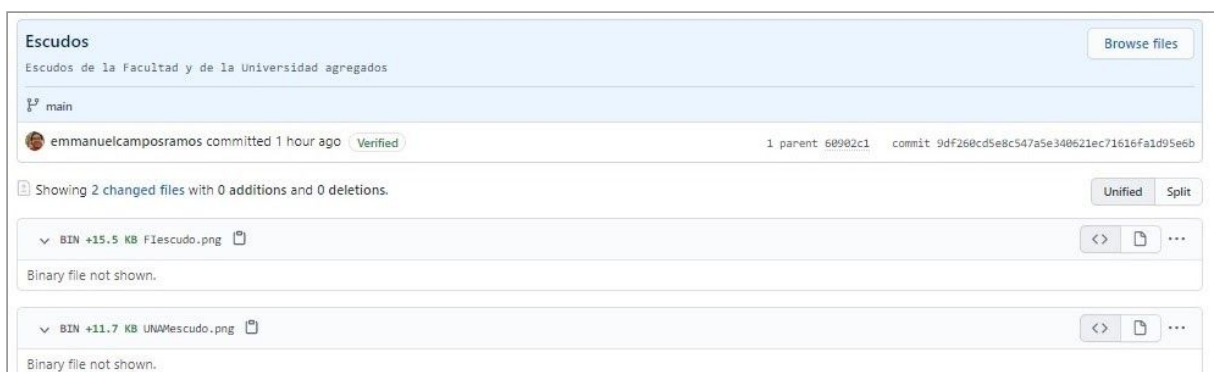 Escudos
Browse files
Escudos de la Facultad y de la Universidad agregados
main
emmanuelcamposramos committed 1 hour ago Verified
1 parent 60902c1 commit 9df260cd5e8c547a5e340621ec71616fa1d95e6b
Showing 2 changed files with 0 additions and 0 deletions.
Unified Split
BIN +15.5 KB FIescudo.png
Binary file not shown.
BIN +11.7 KB UNAMescudo.png
Binary file not shown.